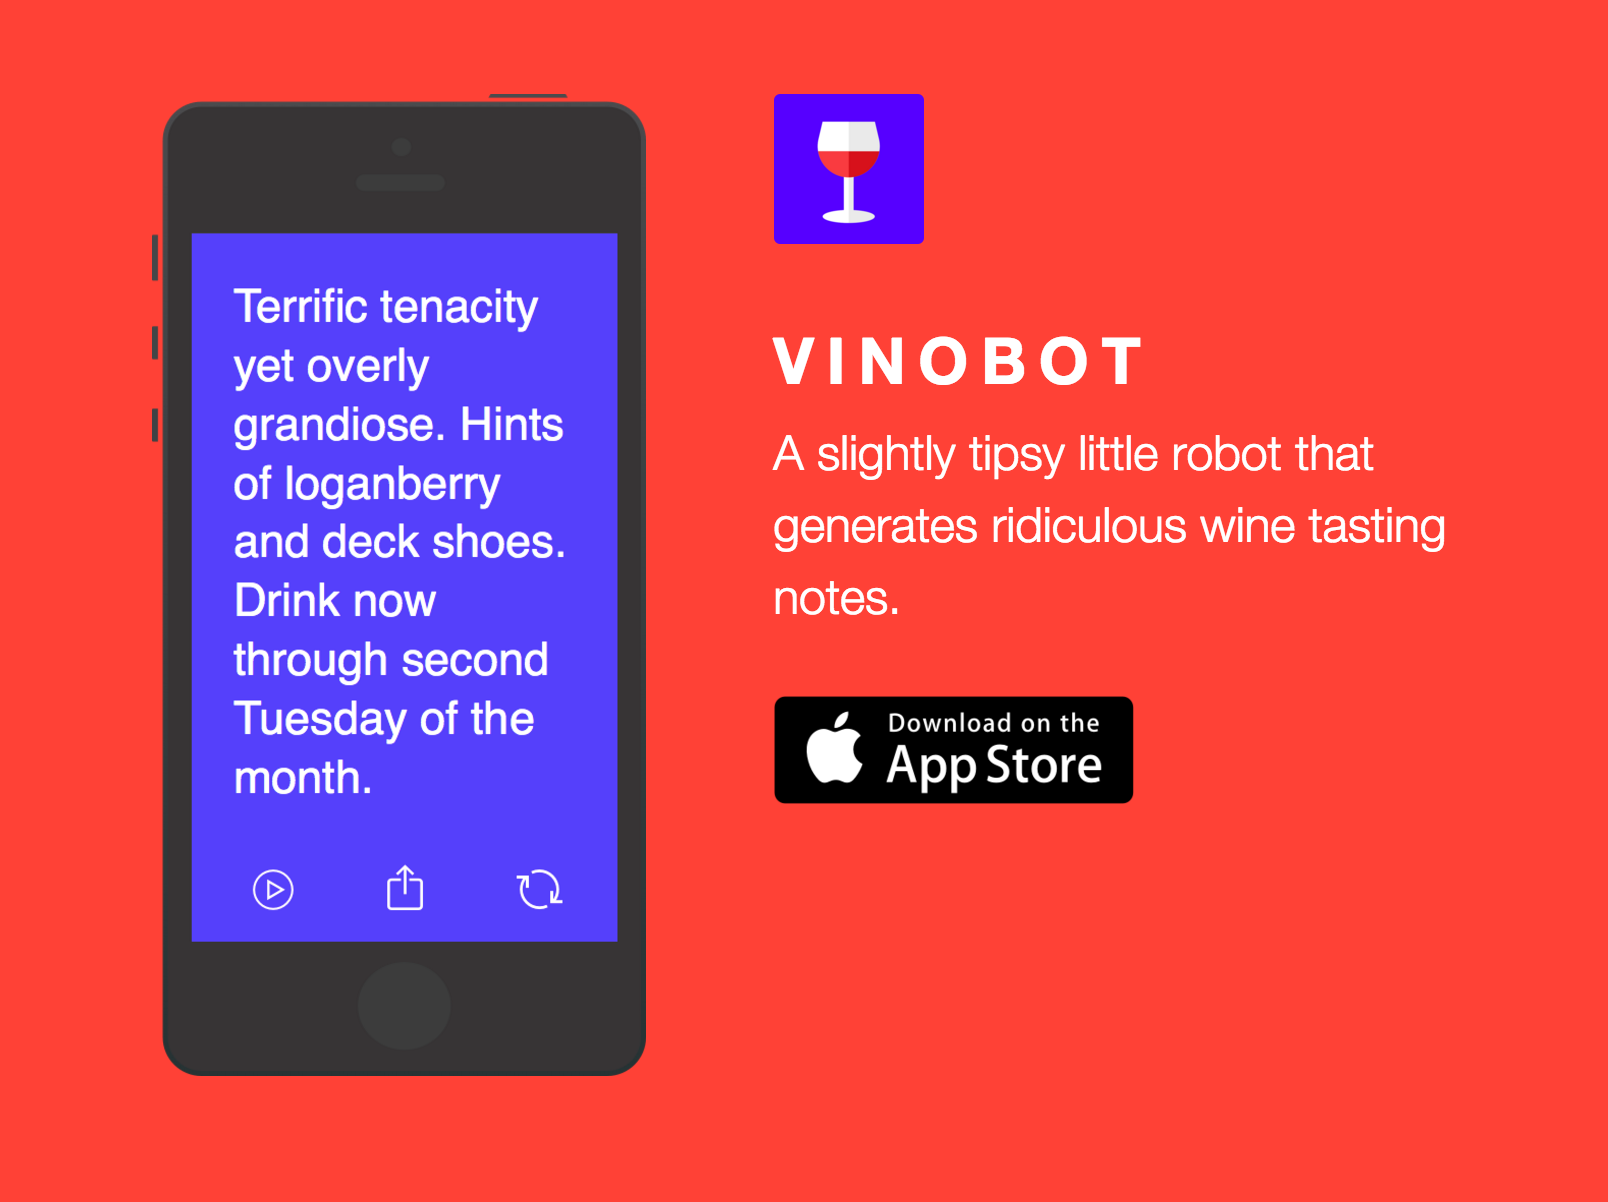 Terrific tenacity
yet overly
grandiose. Hints
of loganberry
and deck shoes.
Drink now
through second
Tuesday of the
month.
VINOBOT
A slightly tipsy little robot that
generates ridiculous wine tasting
notes.
Download on the
App Store